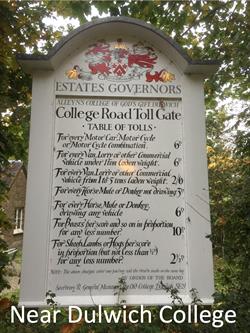 ESTATES GOVERNORS
ALLEYN'S COLLEGE OF GOD'S GIFT DULWICH
College Road Toll Gate
· TABLE OF TOLLS ·
For every Motor Car, Motor Cycle
or Motor Cycle Combination. 6ᵈ
For every Van, Lorry or other Commercial
Vehicle under 1 ton Laden weight. 6ᵈ
For every Van, Lorry or other Commercial
Vehicle from 1 to 5 tons Laden weight. 2/6
For every Horse, Mule or Donkey not drawing
For every Horse, Mule or Donkey,
drawing any vehicle 6ᵈ
For Beasts per score and so on in proportion
for any less number. 10ᵈ
For Sheep, Lambs or Hogs per score
in proportion (but not less than ½ᵈ)
for any less number. 2½ᵈ
BY ORDER OF THE BOARD.
Near Dulwich College